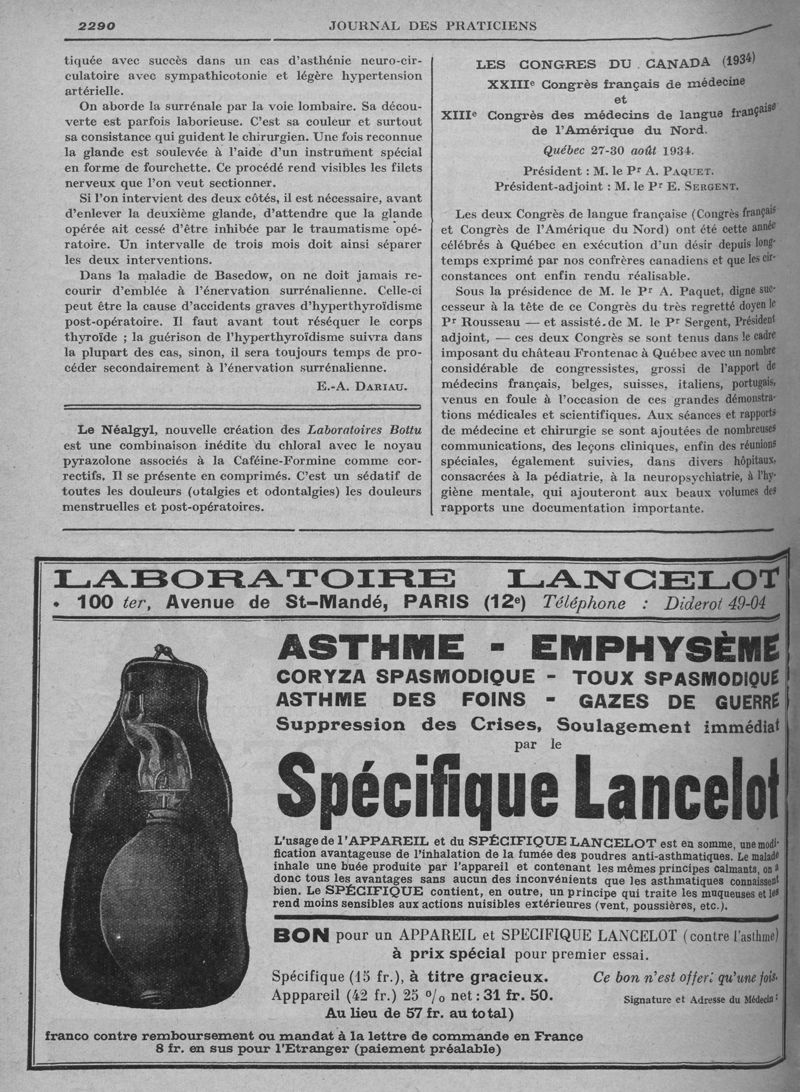 2290
JOURNAL DES PRATICIENS
tiquée avec succès dans un cas d'asthénie neuro-cir-
culatoire avec sympathicotonie et légère hypertension
artérielle.
On aborde la surrénale par la voie lombaire. Sa décou-
verte est parfois laborieuse. C'est sa couleur et surtout
sa consistance qui guident le chirurgien. Une fois reconnue
la glande est soulevée à l'aide d'un instrument spécial
en forme de fourchette. Ce procédé rend visibles les filets
nerveux que l'on veut sectionner.
Si l'on intervient des deux côtés, il est nécessaire, avant
d'enlever la deuxième glande, d'attendre que la glande
opérée ait cessé d'être inhibée par le traumatisme opé-
ratoire. Un intervalle de trois mois doit ainsi séparer
les deux interventions.
Dans la maladie de Basedow, on ne doit jamais re-
courir d'emblée à l'énervation surrénalienne. Celle-ci
peut être la cause d'accidents graves d'hyperthyroïdisme
post-opératoire. Il faut avant tout réséquer le corps
thyroïde ; la guérison de l'hyperthyroïdisme suivra dans
la plupart des cas, sinon, il sera toujours temps de pro-
céder secondairement à l'énervation surrénalienne.
E.-A. DARIAU.
Le Néalgyl, nouvelle création des Laboratoires Bottu
est une combinaison inédite du chloral avec le noyau
pyrazolone associés à la Caféine-Formine comme cor-
rectifs. Il se présente en comprimés. C'est un sédatif de
toutes les douleurs (otalgies et odontalgies) les douleurs
menstruelles et post-opératoires.
LES CONGRES DU CANADA (1934)
XXIIIe Congrès français de médecine
et
XIIIe Congrès des médecins de langue française
de l'Amérique du Nord.
Québec 27-30 août 1934.
Président : M. le Pr A. PAQUET.
Président-adjoint : M. le Pr E. SERGENT.
Les deux Congrès de langue française (Congrès français
et Congrès de l'Amérique du Nord) ont été cette année
célébrés à Québec en exécution d'un désir depuis long-
temps exprimé par nos confrères canadiens et que les cir-
constances ont enfin rendu réalisable.
Sous la présidence de M. le Pr A. Paquet, digne suc-
cesseur à la tête de ce Congrès du très regretté doyen le
Pr Rousseau — et assisté.de M. le Pr Sergent, Président
adjoint, — ces deux Congrès se sont tenus dans le cadre
imposant du château Frontenac à Québec avec un nombre
considérable de congressistes, grossi de l'apport de
médecins français, belges, suisses, italiens, portugais,
venus en foule à l'occasion de ces grandes démonstra-
tions médicales et scientifiques. Aux séances et rapports
de médecine et chirurgie se sont ajoutées de nombreuses
communications, des leçons cliniques, enfin des réunions
spéciales, également suivies, dans divers hôpitaux,
consacrées à la pédiatrie, à la neuropsychiatrie, à l'hy-
giène mentale, qui ajouteront aux beaux volumes des
rapports une documentation importante.
LABORATOIRE LANCELOT
• 100 ter, Avenue de St-Mandé, PARIS (12e) Téléphone : Diderot 49-04
ASTHME - EMPHYSÈME
CORYZA SPASMODIQUE - TOUX SPASMODIQUE
ASTHME DES FOINS - GAZES DE GUERRE
Suppression des Crises, Soulagement immédiat
par le
Spécifique Lancelot
L'usage de l'APPAREIL et du SPÉCIFIQUE LANCELOT est en somme, une modi-
fication avantageuse de l'inhalation de la fumée des poudres anti-asthmatiques. Le malade
inhale une buée produite par l'appareil et contenant les mêmes principes calmants, on a
donc tous les avantages sans aucun des inconvénients que les asthmatiques connaissent
bien. Le SPÉCIFIQUE contient, en outre, un principe qui traite les muqueuses et les
rend moins sensibles aux actions nuisibles extérieures (vent, poussières, etc.).
BON pour un APPAREIL et SPECIFIQUE LANCELOT (contre l'asthme)
à prix spécial pour premier essai.
Spécifique (15 fr.), à titre gracieux. Ce bon n'est offert qu'une fois.
Apppareil (42 fr.) 25 % net : 31 fr. 50. Signature et Adresse du Médecin :
Au lieu de 57 fr. au total)
franco contre remboursement ou mandat à la lettre de commande en France
8 fr. en sus pour l'Etranger (paiement préalable)